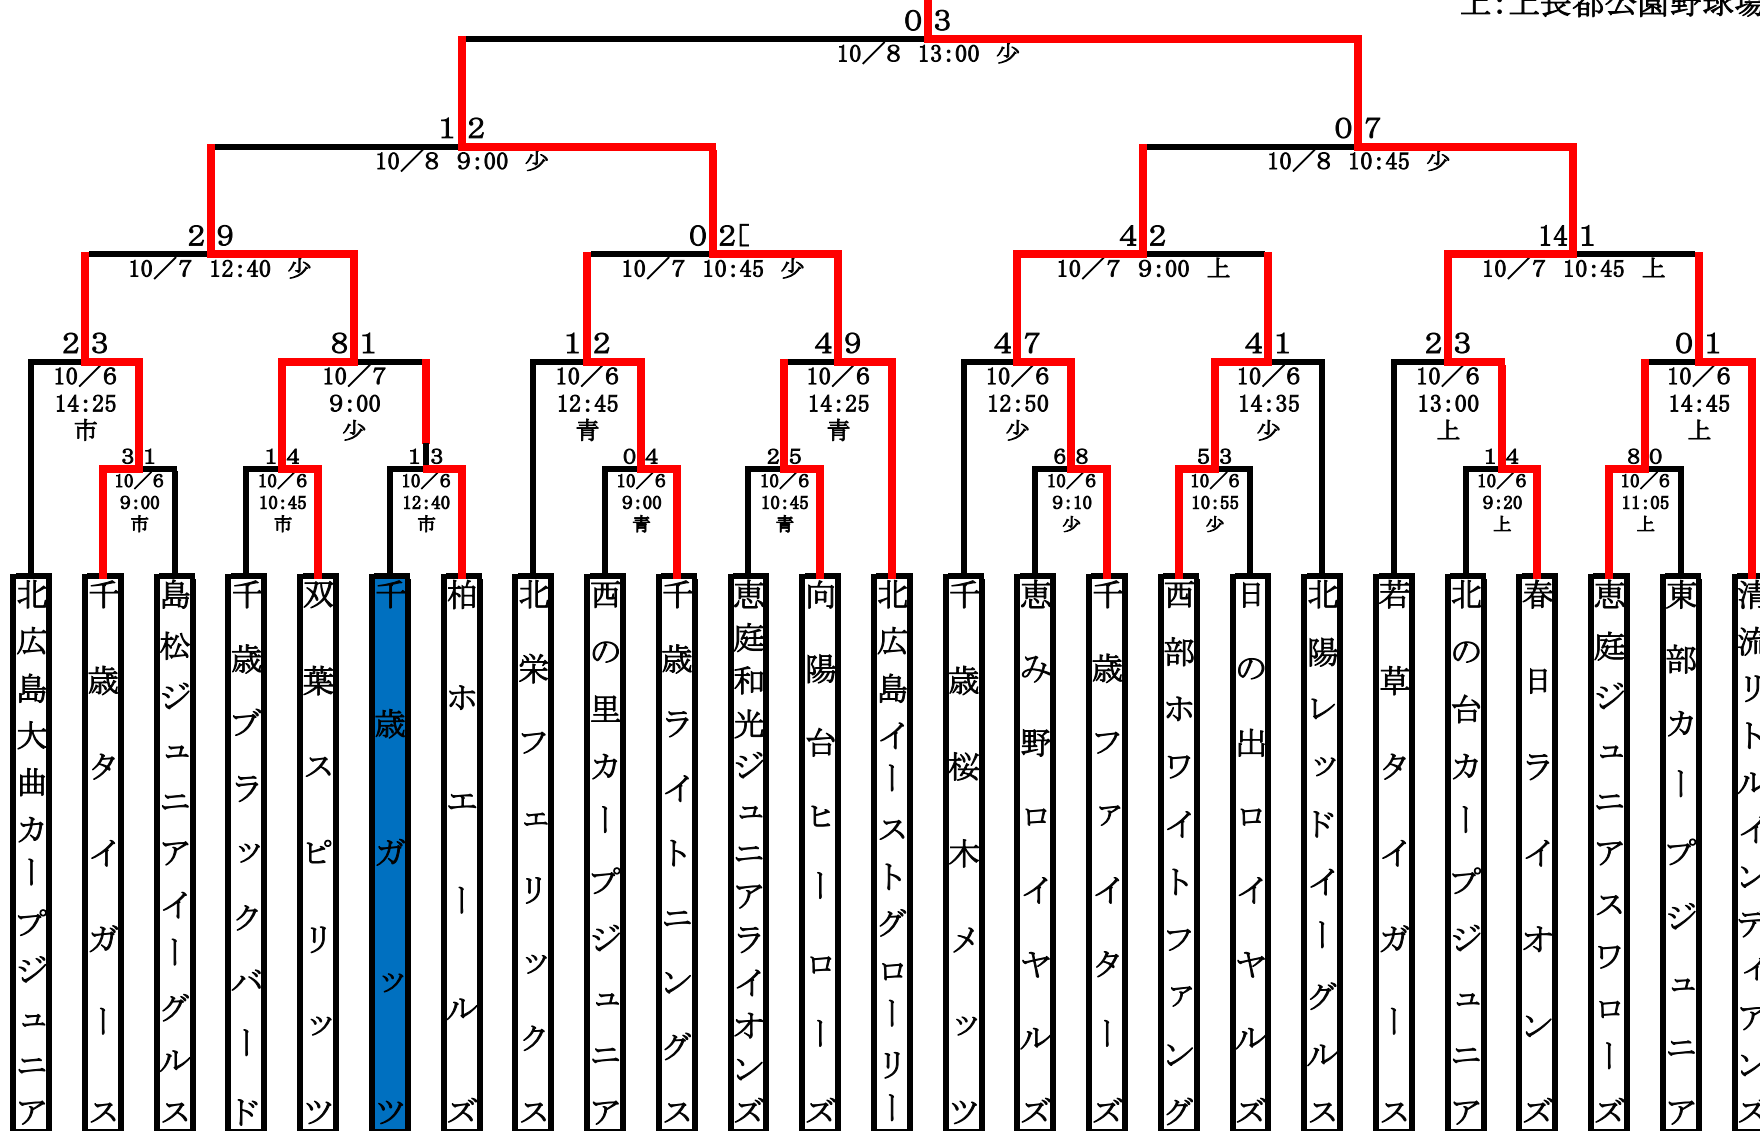 上:上長都公園野球場
0 3
10/8 13:00 少
1 2
10/8 9:00 少
0 7
10/8 10:45 少
2 9
10/7 12:40 少
0 2[
10/7 10:45 少
4 2
10/7 9:00 上
14 1
10/7 10:45 上
2 3
10/6
14:25
市
8 1
10/7
9:00
少
1 2
10/6
12:45
青
4 9
10/6
14:25
青
4 7
10/6
12:50
少
4 1
10/6
14:35
少
2 3
10/6
13:00
上
0 1
10/6
14:45
上
3 1
10/6
9:00
市
1 4
10/6
10:45
市
1 3
10/6
12:40
市
0 4
10/6
9:00
青
2 5
10/6
10:45
青
6 8
10/6
9:10
少
5 3
10/6
10:55
少
1 4
10/6
9:20
上
8 0
10/6
11:05
上
北広島大曲カープジュニア
千歳タイガース
島松ジュニアイーグルス
千歳ブラックバード
双葉スピリッツ
千歳ガッツ
柏ホエールズ
北栄フェリックス
西の里カープジュニア
千歳ライトニングス
恵庭和光ジュニアライオンズ
向陽台ヒーローズ
北広島イーストグローリー
千歳桜木メッツ
恵み野ロイヤルズ
千歳ファイターズ
西部ホワイトファング
日の出ロイヤルズ
北陽レッドイーグルス
若草タイガース
北の台カープジュニア
春日ライオンズ
恵庭ジュニアスワローズ
東部カープジュニア
清流リトルインディアンズ